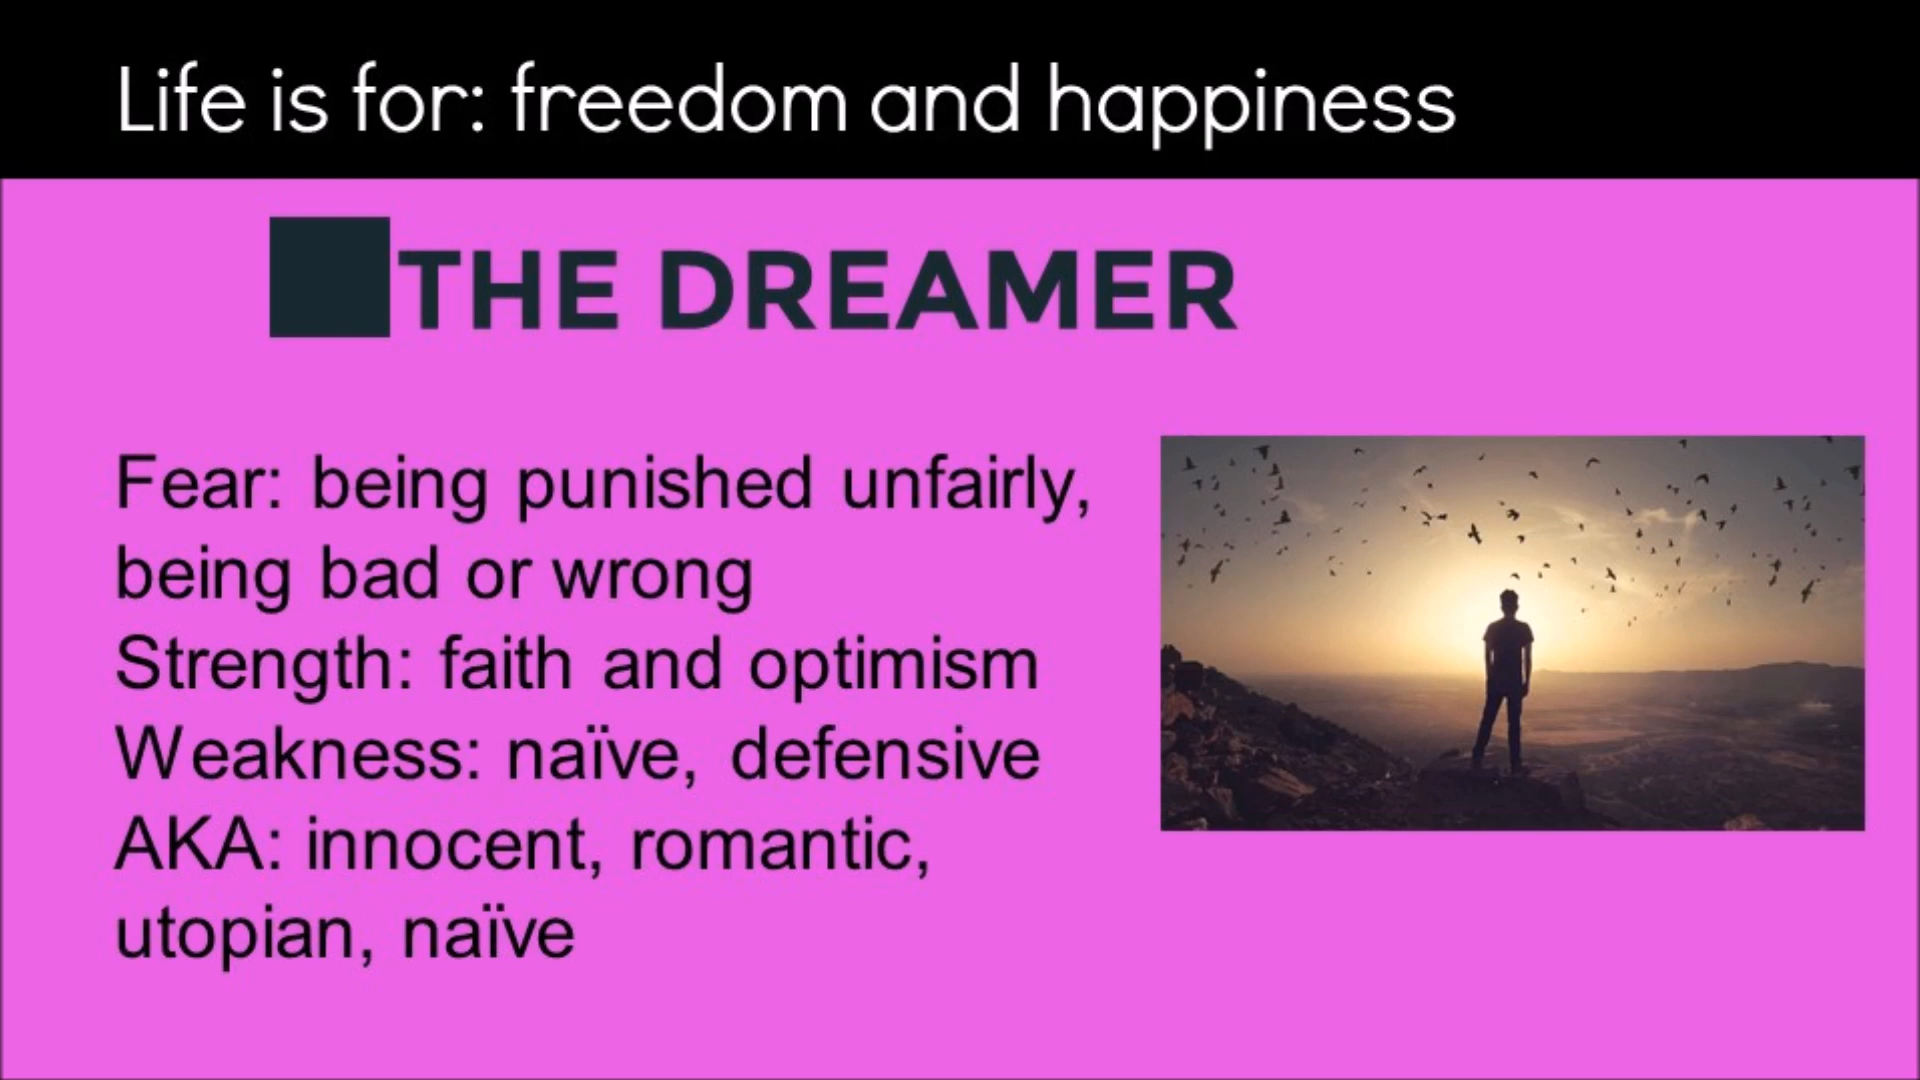 Life is for: freedom and happiness
THE DREAMER
Fear: being punished unfairly,
being bad or wrong
Strength: faith and optimism
Weakness: naïve, defensive
AKA: innocent, romantic,
utopian, naïve